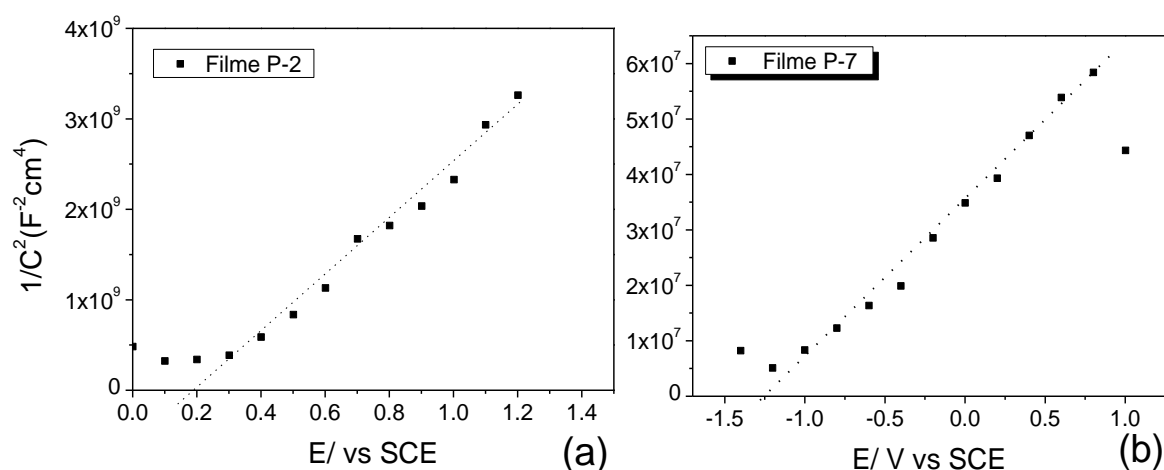 4x10⁹
3x10⁹
2x10⁹
1x10⁹
0
1/C²(F⁻²cm⁴)
Filme P-2
0.0 0.2 0.4 0.6 0.8 1.0 1.2 1.4
E/ vs SCE
(a)
6x10⁷
5x10⁷
4x10⁷
3x10⁷
2x10⁷
1x10⁷
0
Filme P-7
-1.5 -1.0 -0.5 0.0 0.5 1.0
E/ V vs SCE
(b)